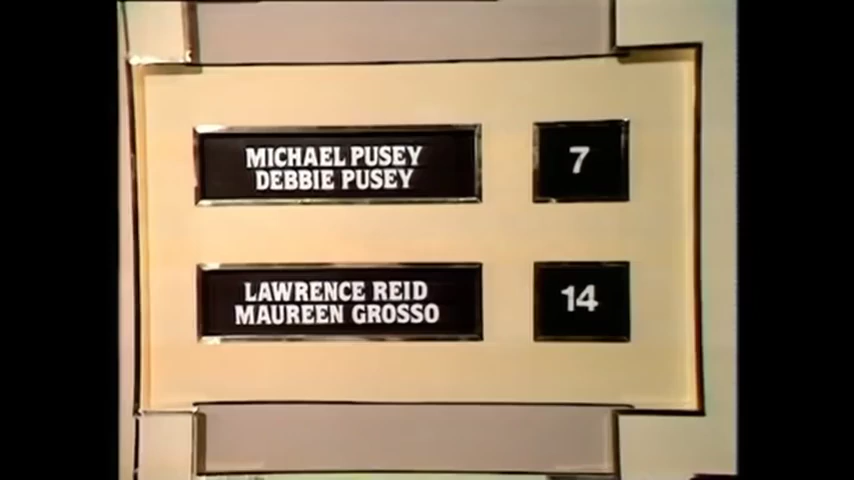 MICHAEL PUSEY
DEBBIE PUSEY
7
LAWRENCE REID
MAUREEN GROSSO
14